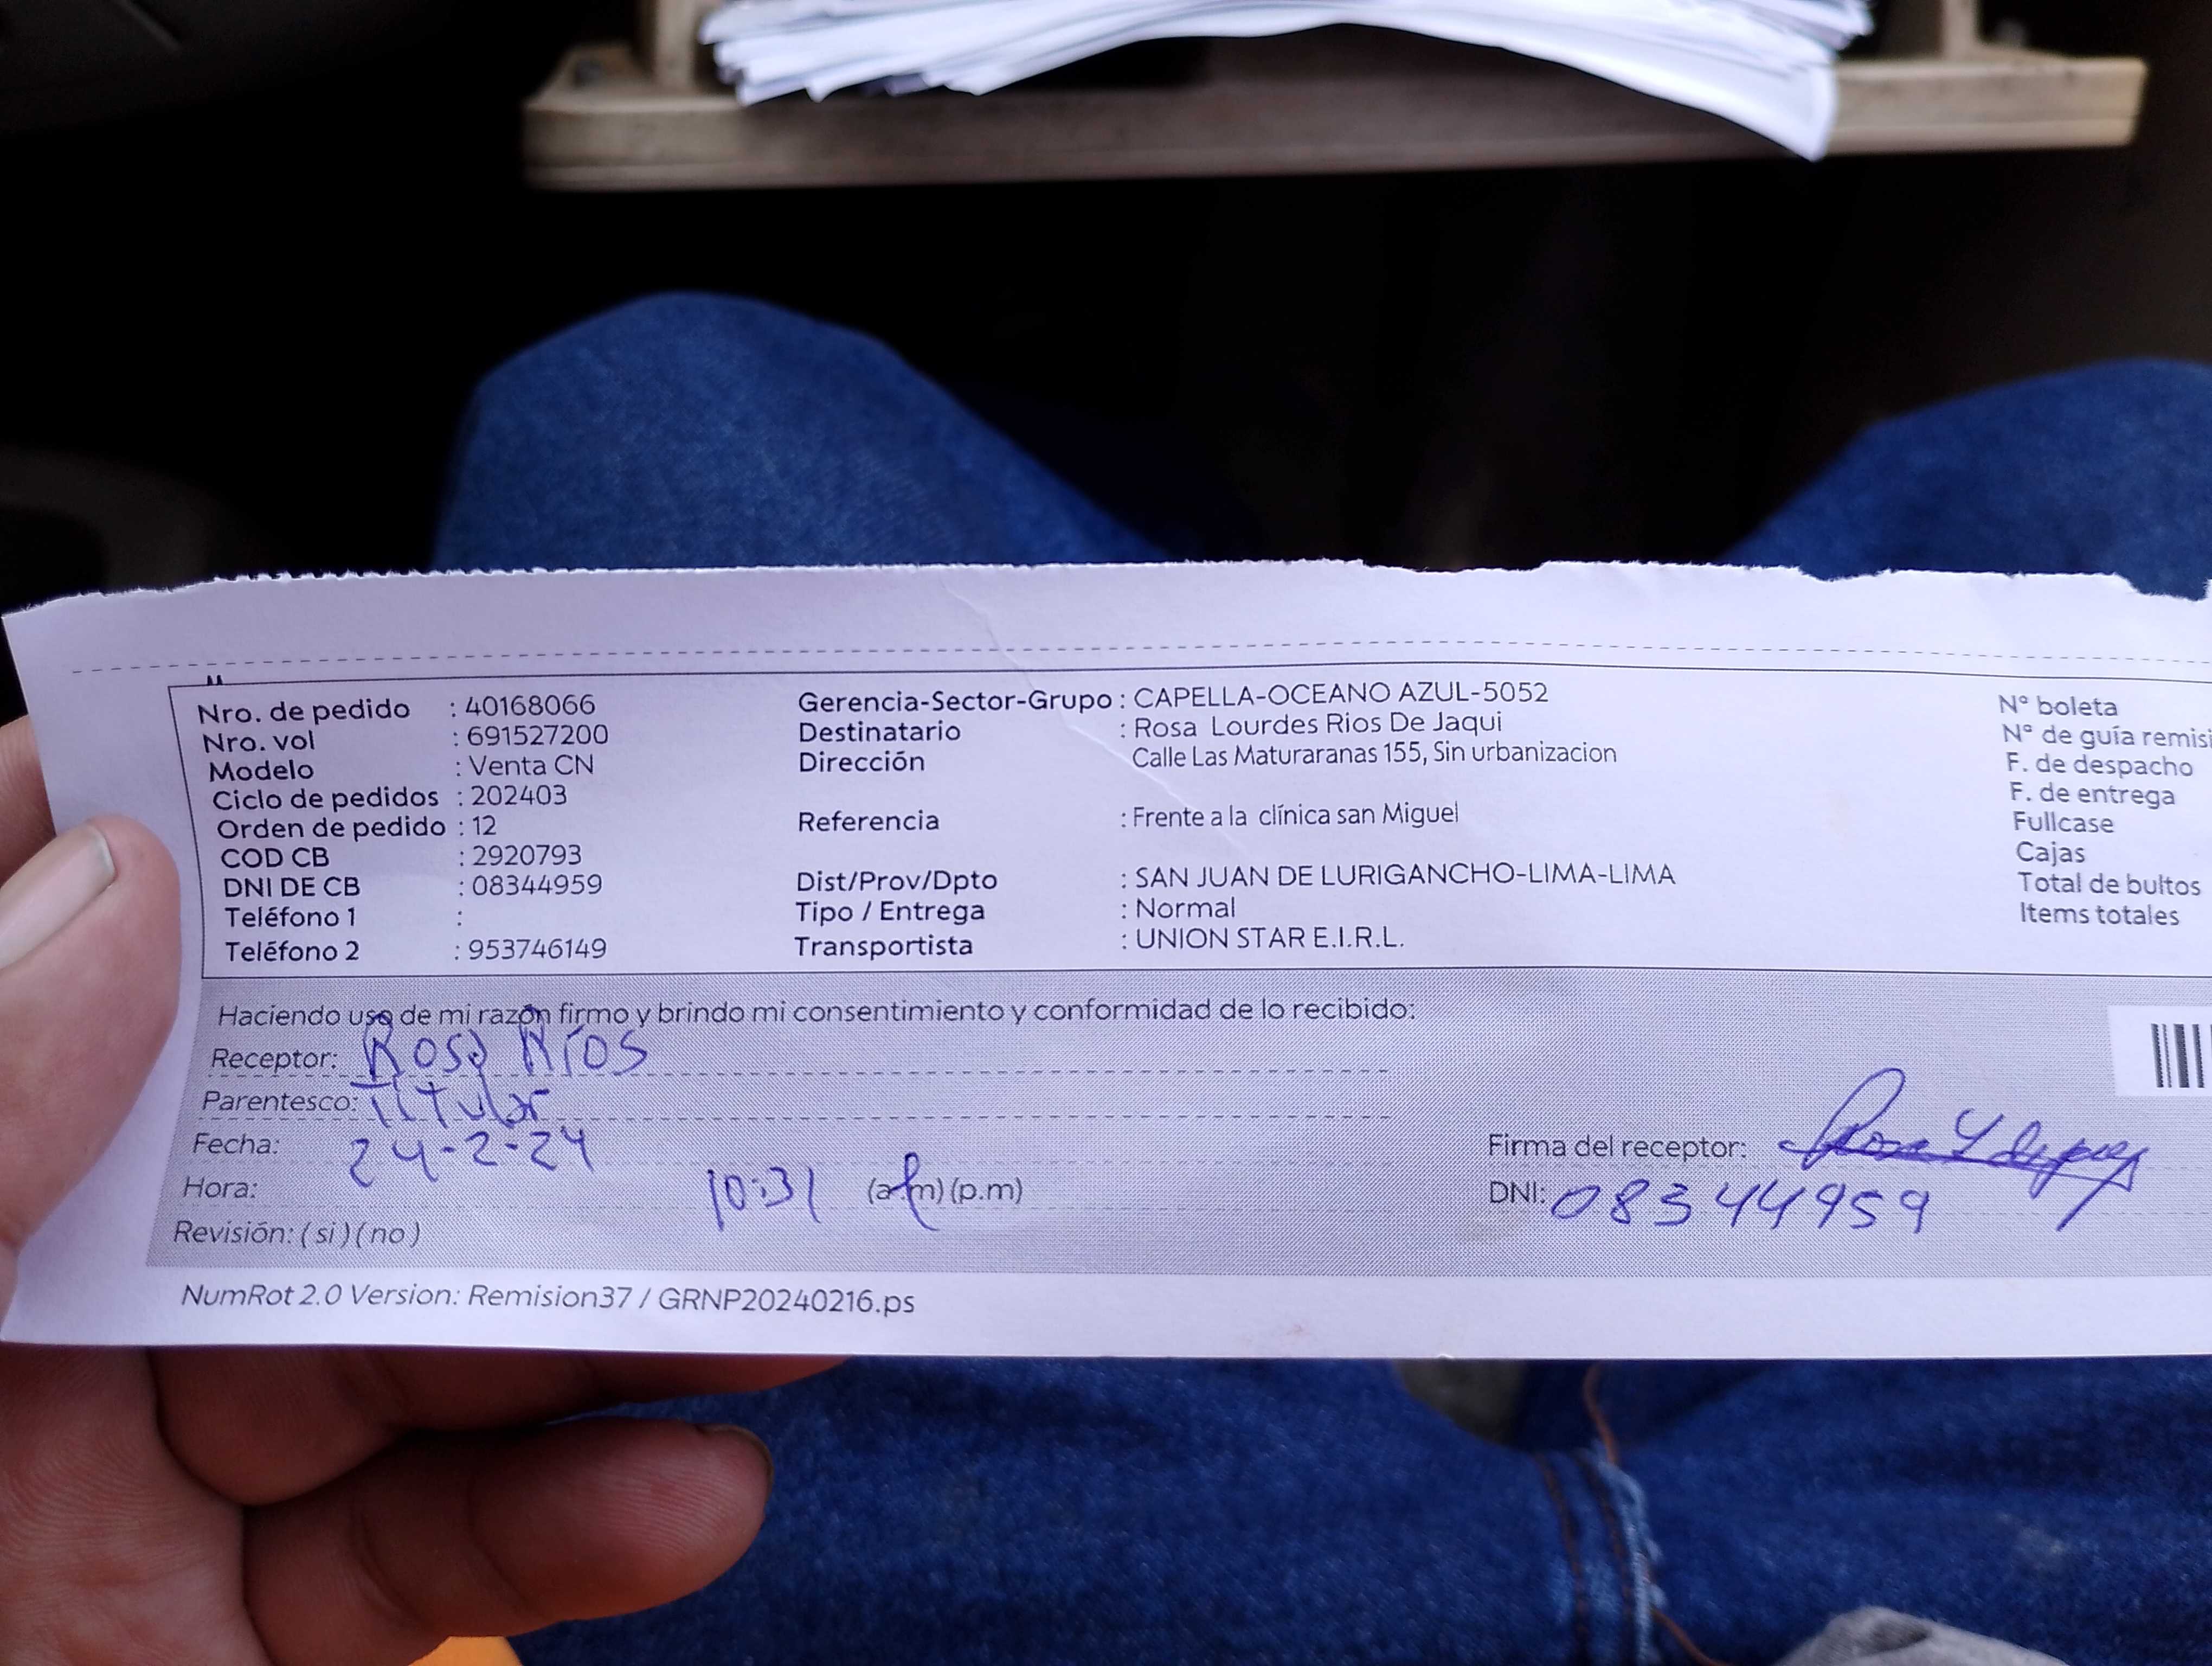 Nro. de pedido : 40168066
Nro. vol : 691527200
Modelo : Venta CN
Ciclo de pedidos : 202403
Orden de pedido : 12
COD CB : 2920793
DNI DE CB : 08344959
Teléfono 1 :
Teléfono 2 : 953746149
Gerencia-Sector-Grupo : CAPELLA-OCEANO AZUL-5052
Destinatario : Rosa Lourdes Rios De Jaqui
Dirección Calle Las Maturaranas 155, Sin urbanizacion
Referencia : Frente a la clínica san Miguel
Dist/Prov/Dpto : SAN JUAN DE LURIGANCHO-LIMA-LIMA
Tipo / Entrega : Normal
Transportista : UNION STAR E.I.R.L.
N° boleta
N° de guía remisi
F. de despacho
F. de entrega
Fullcase
Cajas
Total de bultos
Items totales
Haciendo uso de mi razón firmo y brindo mi consentimiento y conformidad de lo recibido:
Receptor: Rosa Ríos
Parentesco: Titular
Fecha: 24-2-24
Hora: 10:31 (a.m) (p.m)
Revisión: (si) (no)
Firma del receptor:
DNI: 08344959
NumRot 2.0 Version: Remision37 / GRNP20240216.ps